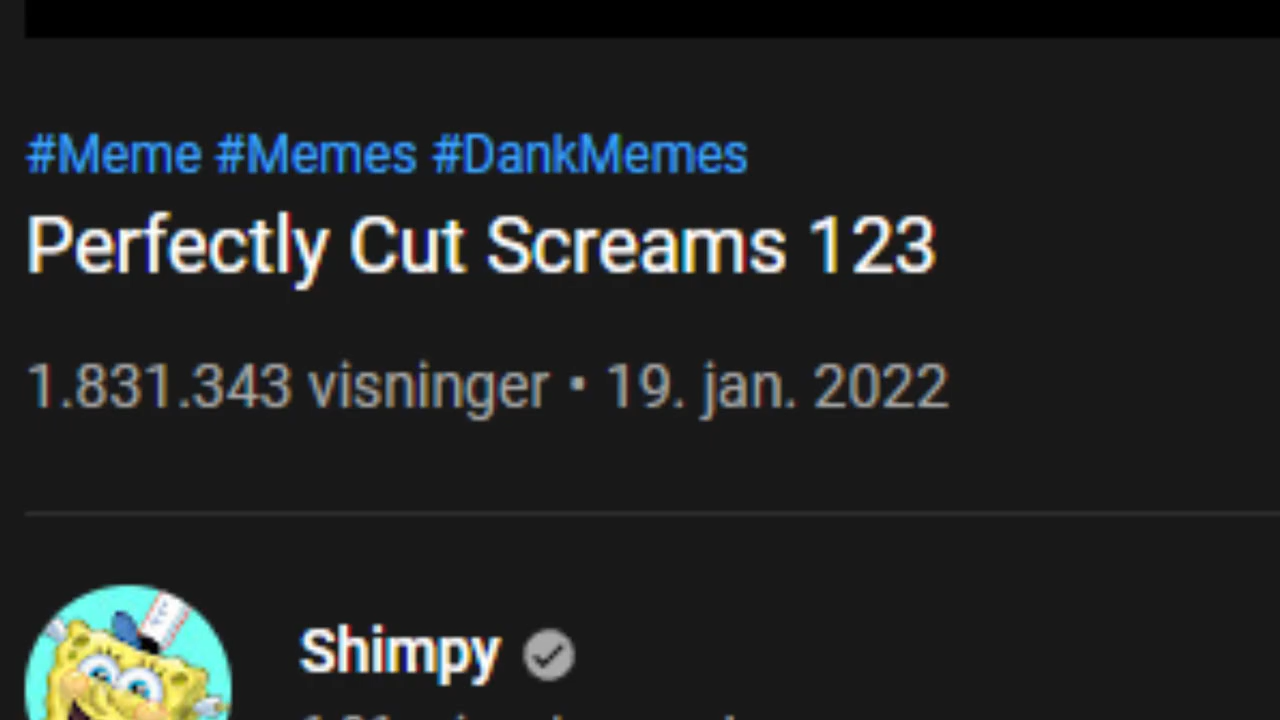 #Meme #Memes #DankMemes
Perfectly Cut Screams 123
1.831.343 visninger • 19. jan. 2022
Shimpy